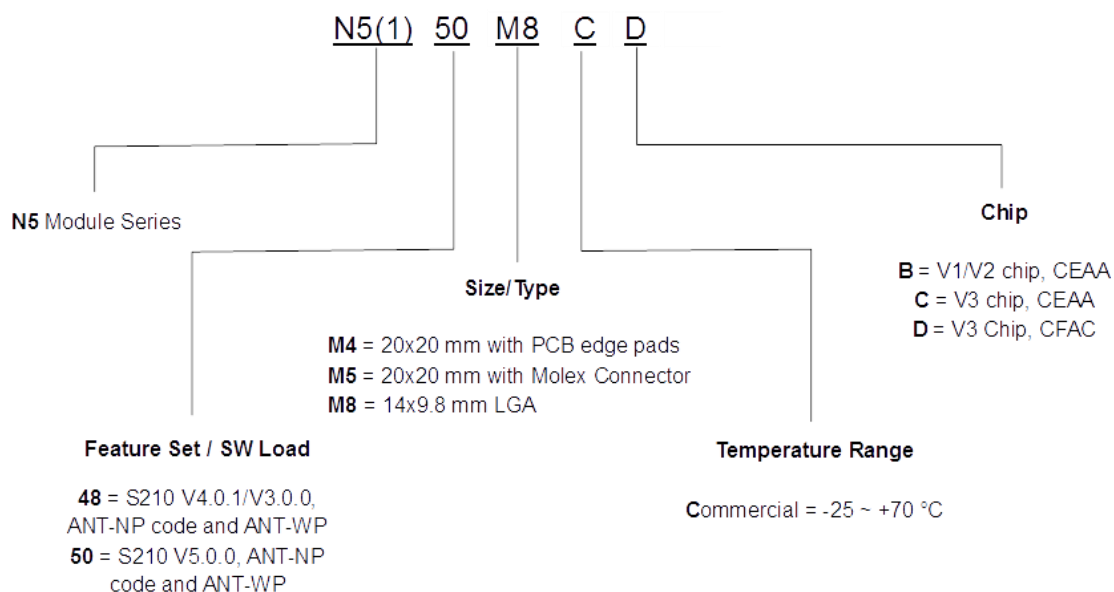 N5(1) 50 M8 C D
N5 Module Series
Chip
B = V1/V2 chip, CEAA
C = V3 chip, CEAA
D = V3 Chip, CFAC
Size/Type
M4 = 20x20 mm with PCB edge pads
M5 = 20x20 mm with Molex Connector
M8 = 14x9.8 mm LGA
Feature Set / SW Load
48 = S210 V4.0.1/V3.0.0,
ANT-NP code and ANT-WP
50 = S210 V5.0.0, ANT-NP
code and ANT-WP
Temperature Range
Commercial = -25 ~ +70 °C